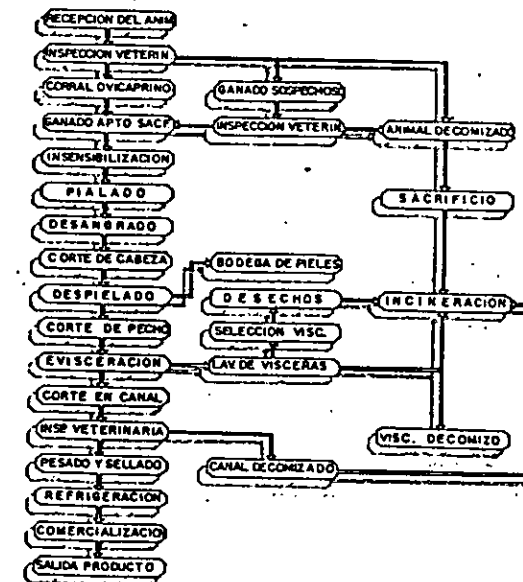 RECEPCION DEL ANIM
INSPECCION VETERIN
CORRAL OVICAPRINO
GANADO SOSPECHOSO
GANADO APTO SACF
INSPECCION VETERIN
ANIMAL DECOMIZADO
INSENSIBILIZACION
PIALADO
SACRIFICIO
DESANGRADO
CORTE DE CABEZA
BODEGA DE PIELES
DESPIELADO
DESECHOS
INCINERACION
CORTE DE PECHO
SELECCION VISC.
EVISCERACION
LAV. DE VISCERAS
CORTE EN CANAL
INSP VETERINARIA
VISC. DECOMIZO
PESADO Y SELLADO
CANAL DECOMIZADO
REFRIGERACION
COMERCIALIZACIO
SALIDA PRODUCTO